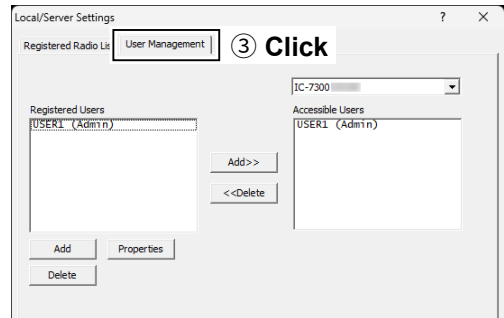 Local/Server Settings
? ×
Registered Radio Lis
User Management
③ Click
IC-7300
Registered Users
Accessible Users
USER1 (Admin)
USER1 (Admin)
Add>>
<<Delete
Add
Properties
Delete